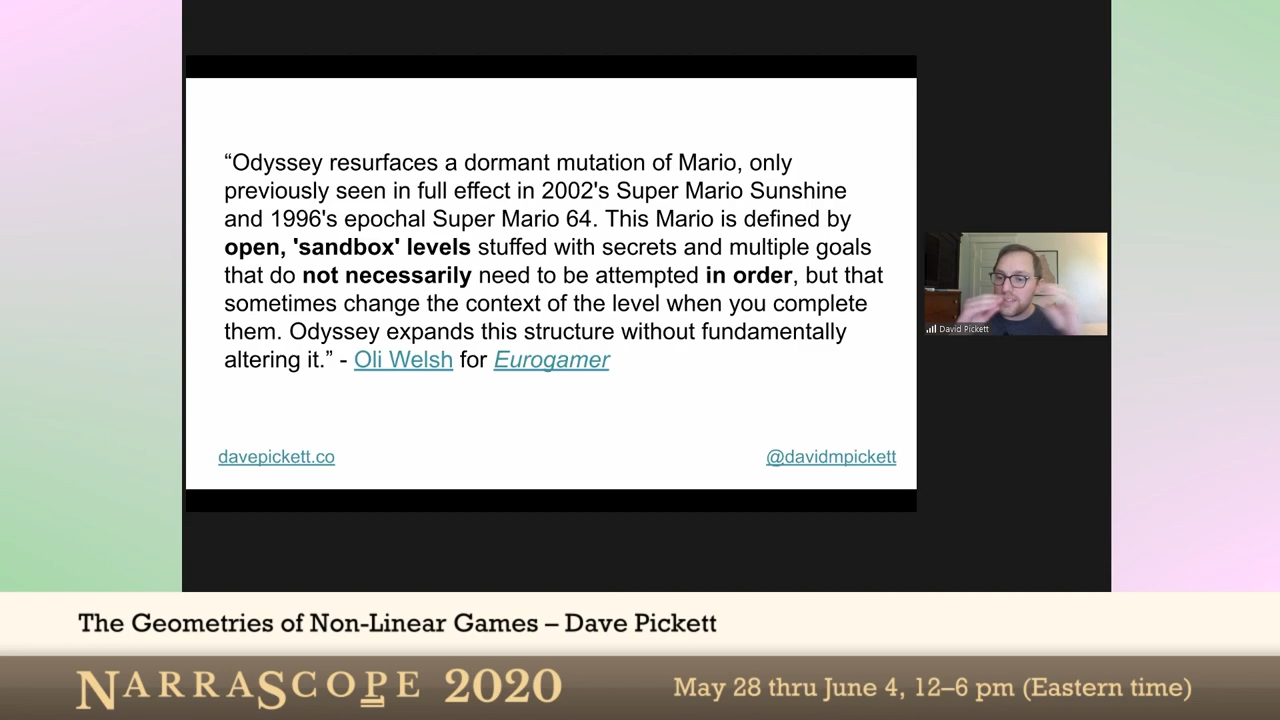 “Odyssey resurfaces a dormant mutation of Mario, only
previously seen in full effect in 2002's Super Mario Sunshine
and 1996's epochal Super Mario 64. This Mario is defined by
open, 'sandbox' levels stuffed with secrets and multiple goals
that do not necessarily need to be attempted in order, but that
sometimes change the context of the level when you complete
them. Odyssey expands this structure without fundamentally
altering it.” - Oli Welsh for Eurogamer
davepickett.co
@davidmpickett
David Pickett
The Geometries of Non-Linear Games – Dave Pickett
NARRASCOPE 2020
May 28 thru June 4, 12–6 pm (Eastern time)